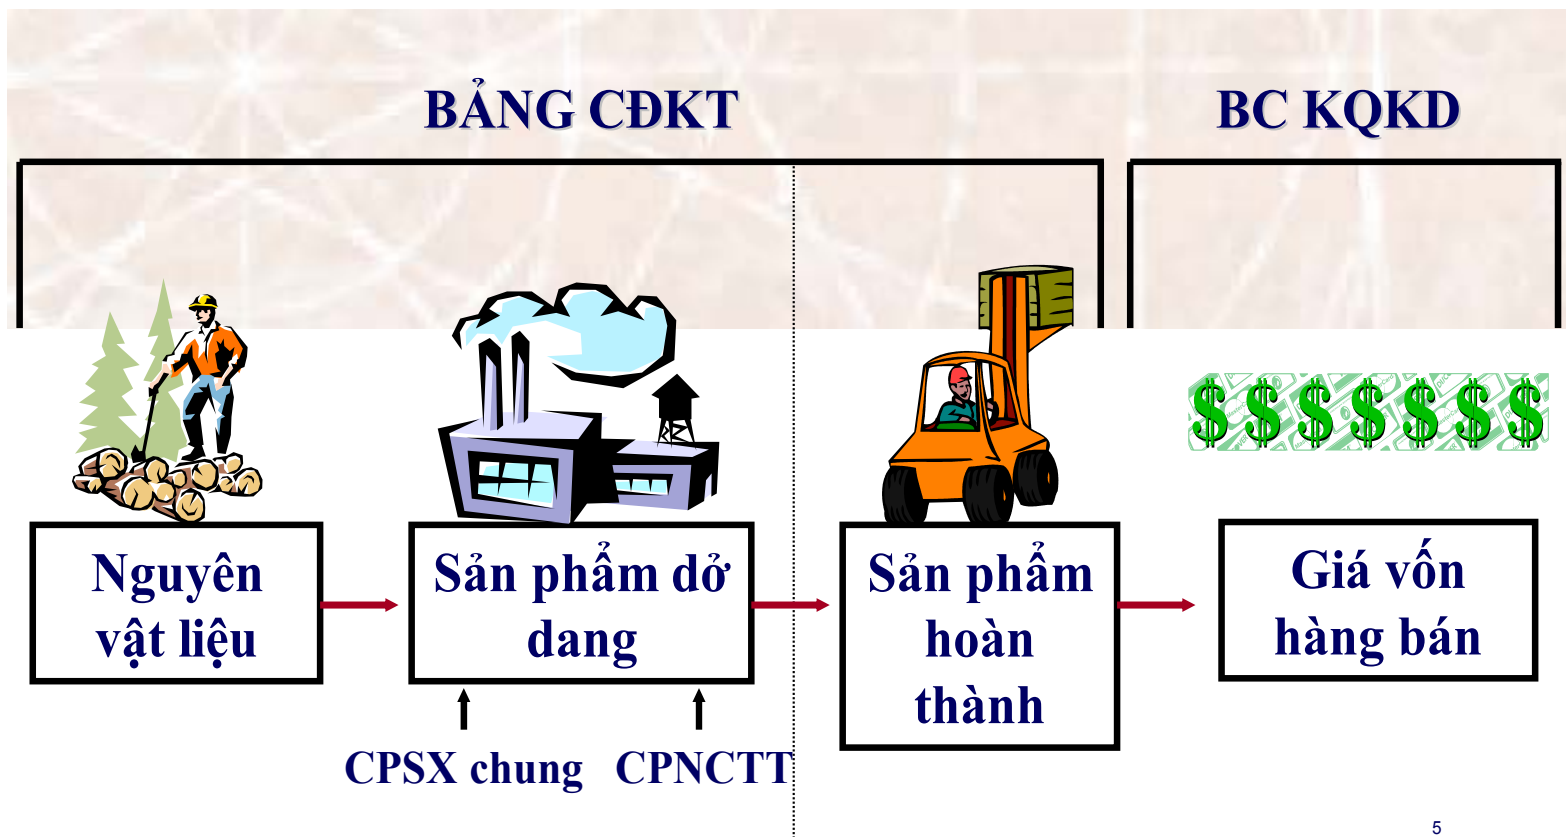 BẢNG CĐKT
BC KQKD
$ $ $ $ $ $ $
Nguyên
vật liệu
Sản phẩm dở
dang
Sản phẩm
hoàn
thành
Giá vốn
hàng bán
CPSX chung
CPNCTT
5